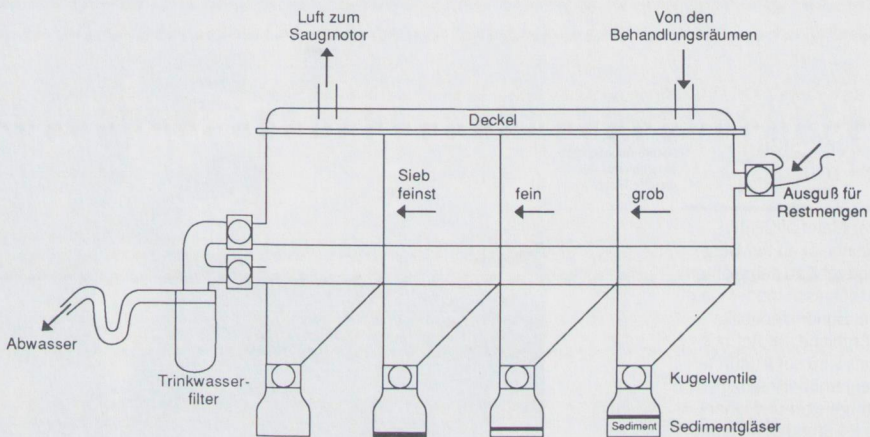 Luft zum
Saugmotor
Von den
Behandlungsräumen
Deckel
Sieb
feinst
fein
grob
Ausguß für
Restmengen
Abwasser
Trinkwasser-
filter
Kugelventile
Sediment
Sedimentgläser